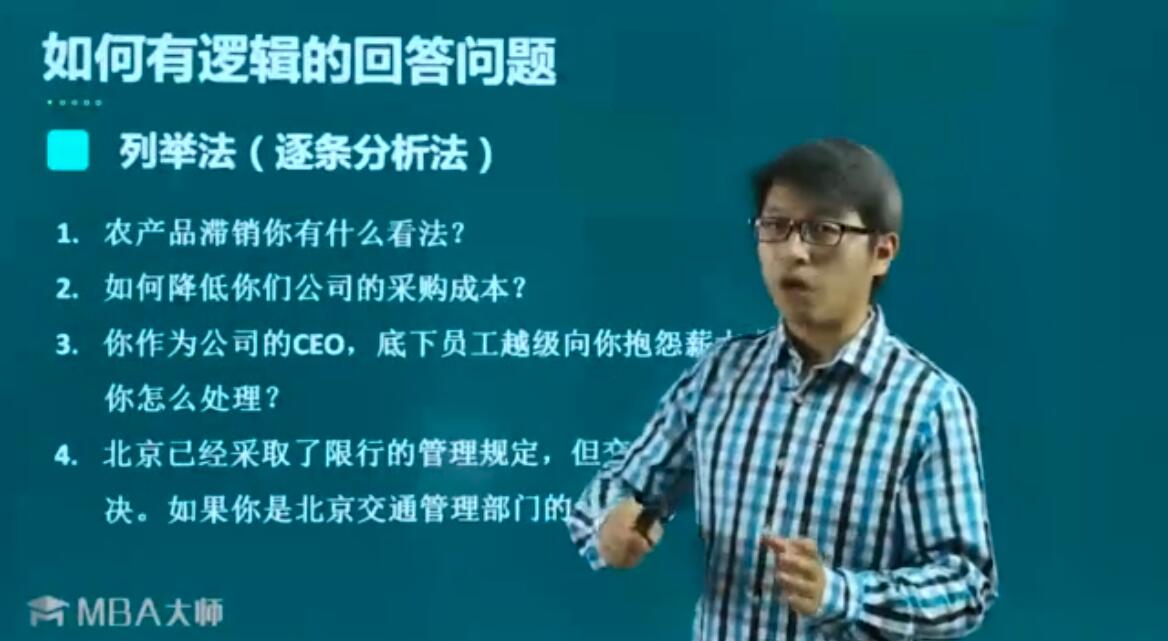 如何有逻辑的回答问题
列举法（逐条分析法）
1. 农产品滞销你有什么看法？
2. 如何降低你们公司的采购成本？
3. 你作为公司的CEO，底下员工越级向你抱怨薪
你怎么处理？
4. 北京已经采取了限行的管理规定，但交
决。如果你是北京交通管理部门的
MBA大师